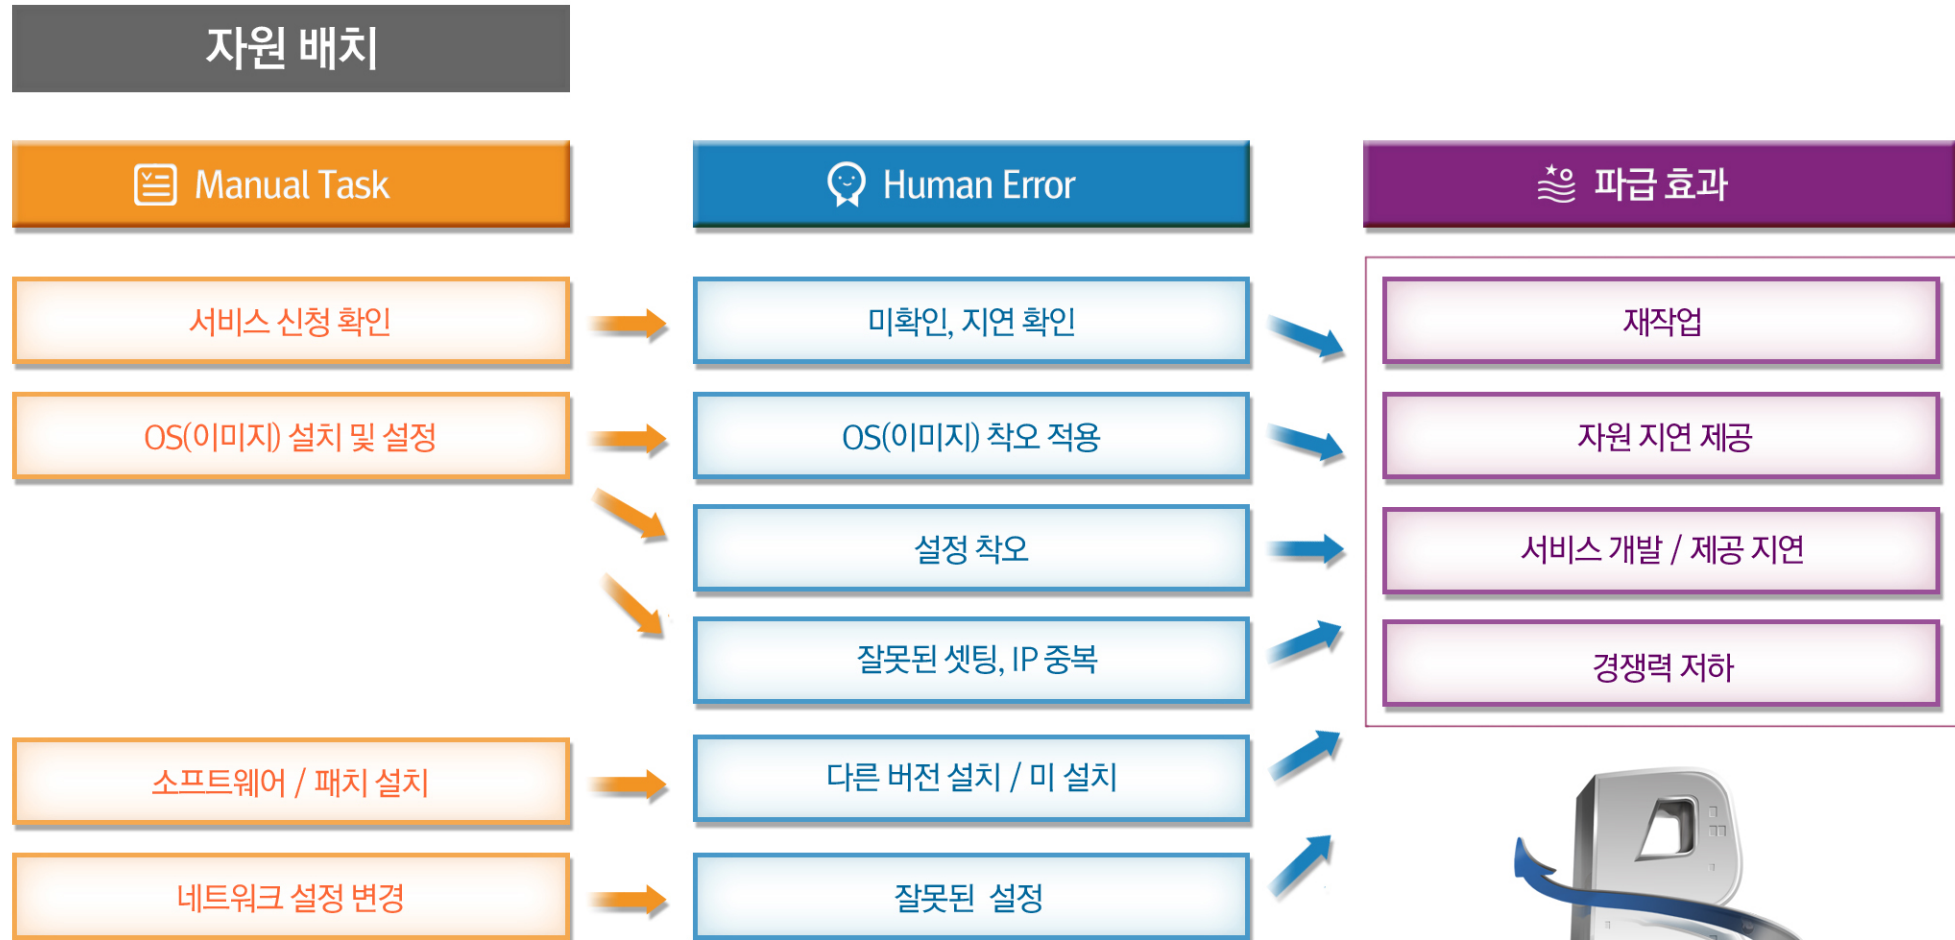 자원 배치
Manual Task
Human Error
파급 효과
서비스 신청 확인
미확인, 지연 확인
재작업
OS(이미지) 설치 및 설정
OS(이미지) 착오 적용
자원 지연 제공
설정 착오
서비스 개발 / 제공 지연
잘못된 셋팅, IP 중복
경쟁력 저하
소프트웨어 / 패치 설치
다른 버전 설치 / 미 설치
네트워크 설정 변경
잘못된 설정